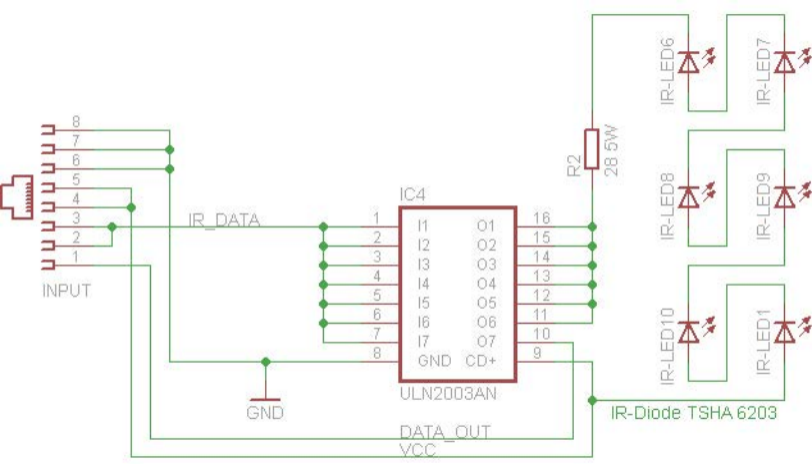 IR-LED6
IR-LED7
8
7
6
5
4
3
2
1
INPUT
IR_DATA
R2
28 5W
IR-LED8
IR-LED9
IC4
1 I1 O1 16
2 I2 O2 15
3 I3 O3 14
4 I4 O4 13
5 I5 O5 12
6 I6 O6 11
7 I7 O7 10
8 GND CD+ 9
ULN2003AN
IR-LED10
IR-LED1
GND
IR-Diode TSHA 6203
DATA_OUT
VCC